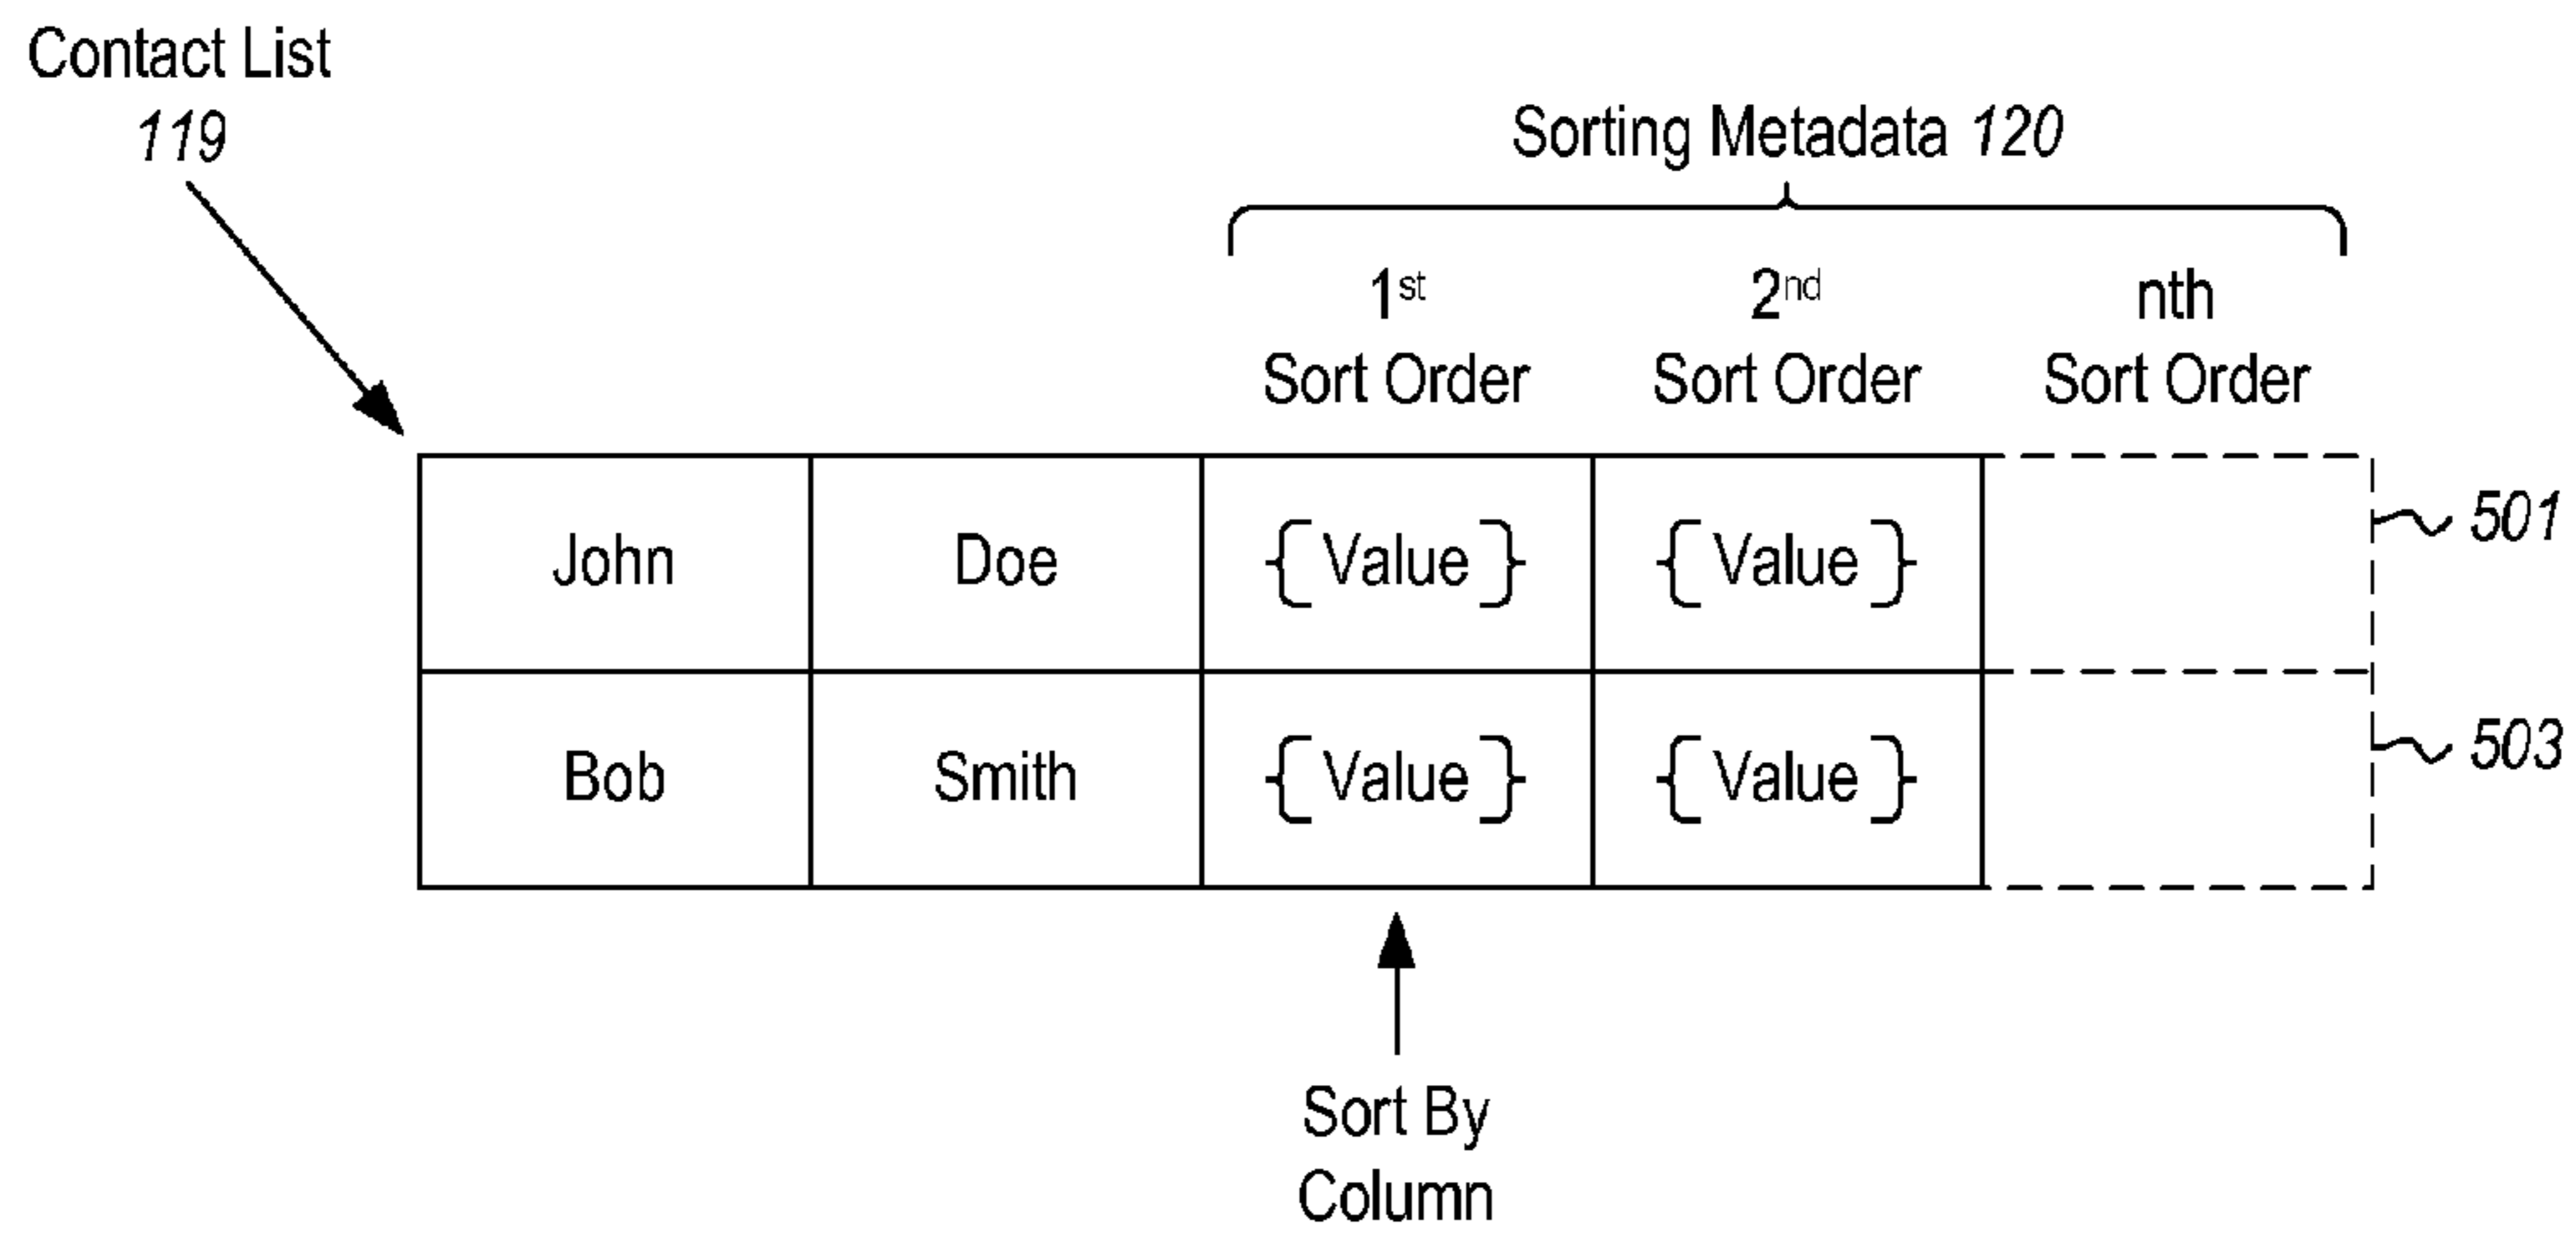 Contact List
119
Sorting Metadata 120
1st 2nd nth
Sort Order Sort Order Sort Order
John Doe {Value} {Value} 501
Bob Smith {Value} {Value} 503
Sort By
Column